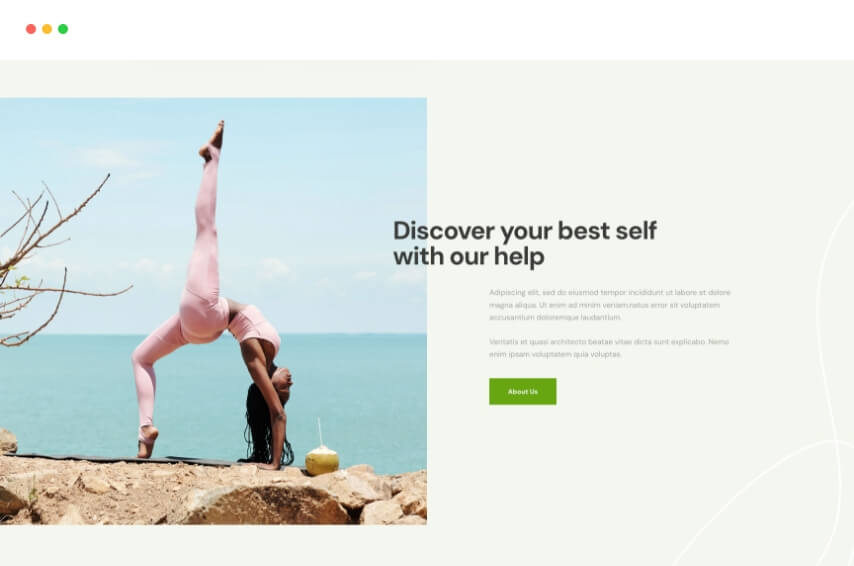 Discover your best self
with our help
Adipiscing elit, sed do eiusmod tempor incididunt ut labore et dolore
magna aliqua. Ut enim ad minim veriam.natus error sit voluptatem
accusantium doloremque laudantium.
Veritatis et quasi architecto beatae vitae dicta sunt explicabo. Nemo
enim ipsam voluptatem quia voluptas.
About Us